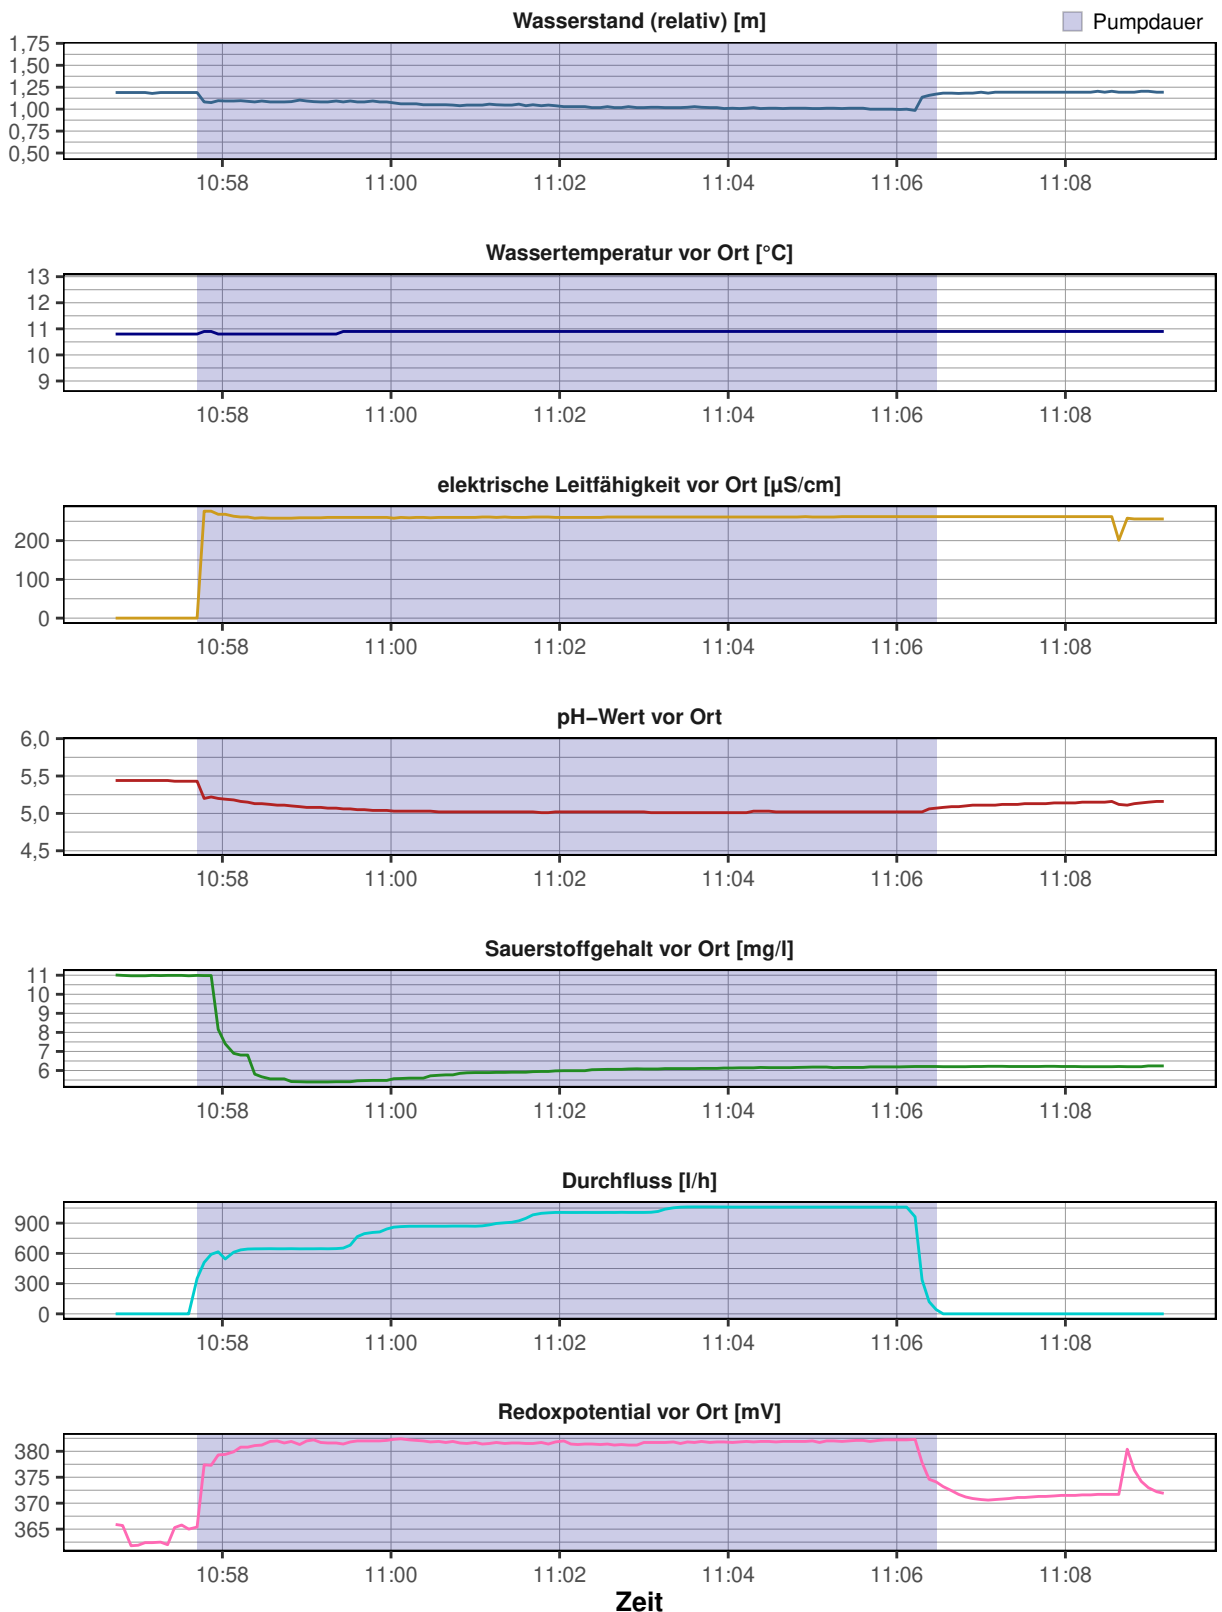 Wasserstand (relativ) [m]
Pumpdauer
1,75
1,50
1,25
1,00
0,75
0,50
10:58 11:00 11:02 11:04 11:06 11:08
Wassertemperatur vor Ort [°C]
13
12
11
10
9
10:58 11:00 11:02 11:04 11:06 11:08
elektrische Leitfähigkeit vor Ort [µS/cm]
200
100
0
10:58 11:00 11:02 11:04 11:06 11:08
pH−Wert vor Ort
6,0
5,5
5,0
4,5
10:58 11:00 11:02 11:04 11:06 11:08
Sauerstoffgehalt vor Ort [mg/l]
11
10
9
8
7
6
10:58 11:00 11:02 11:04 11:06 11:08
Durchfluss [l/h]
900
600
300
0
10:58 11:00 11:02 11:04 11:06 11:08
Redoxpotential vor Ort [mV]
380
375
370
365
10:58 11:00 11:02 11:04 11:06 11:08
Zeit